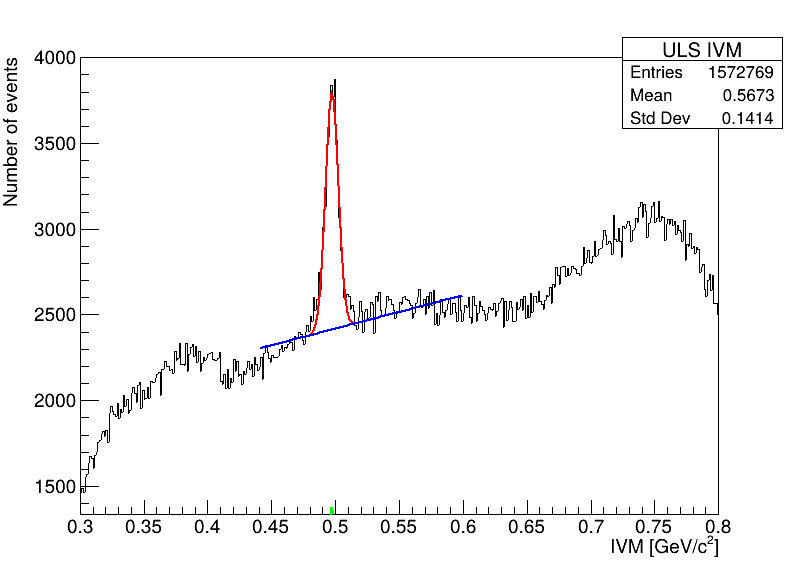 ULS IVM
Entries 1572769
Mean 0.5673
Std Dev 0.1414
Number of events
4000
3500
3000
2500
2000
1500
0.3 0.35 0.4 0.45 0.5 0.55 0.6 0.65 0.7 0.75 0.8
IVM [GeV/c²]